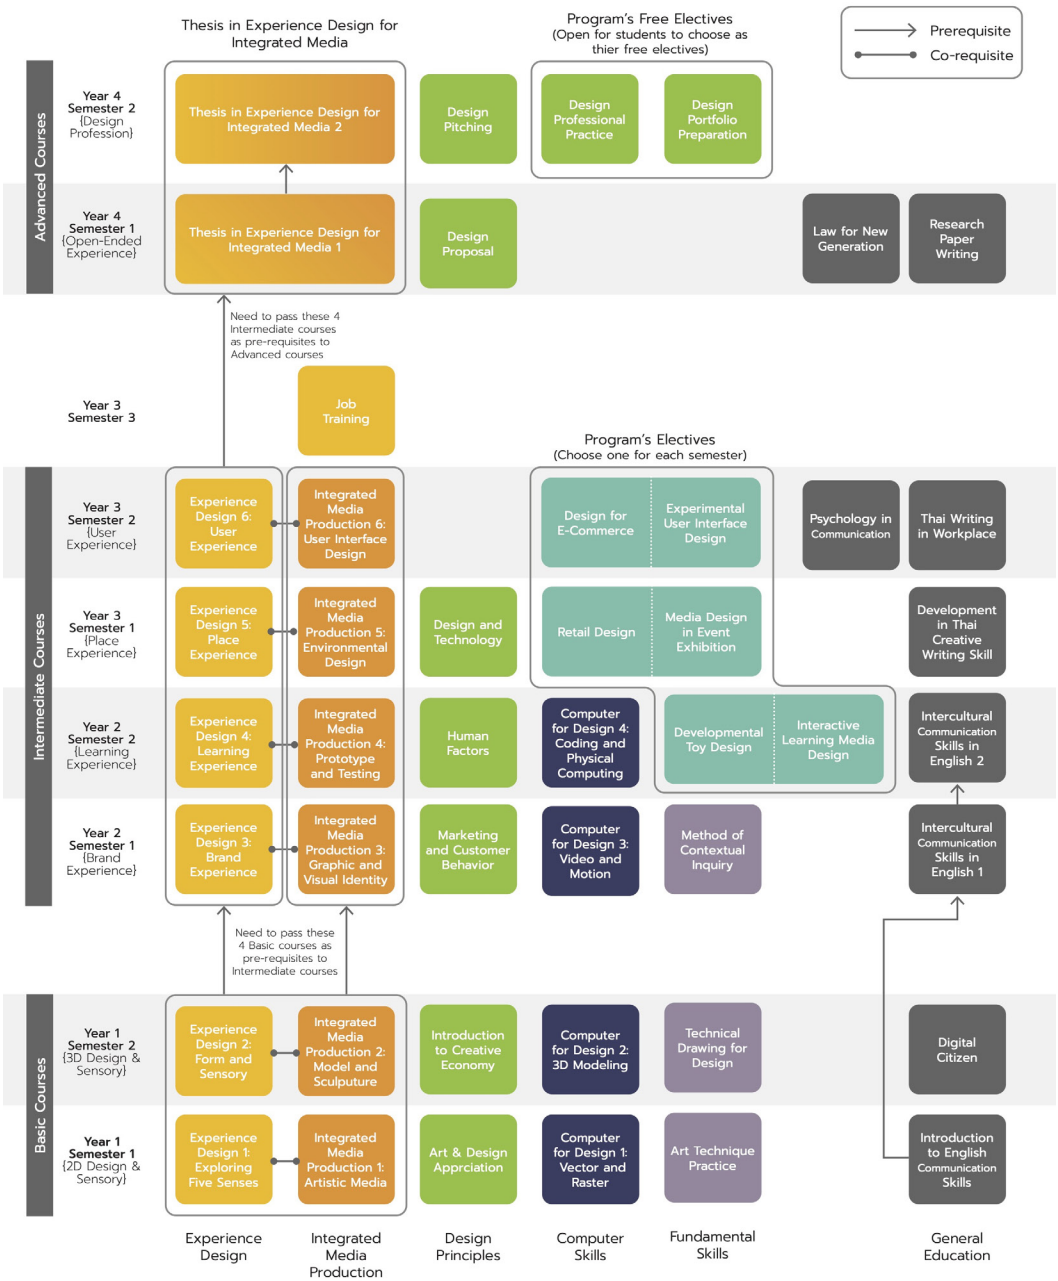 Thesis in Experience Design for
Integrated Media
Program's Free Electives
(Open for students to choose as
thier free electives)
Prerequisite
Co-requisite
Advanced Courses
Year 4
Semester 2
{Design
Profession}
Thesis in Experience Design for
Integrated Media 2
Design
Pitching
Design
Professional
Practice
Design
Portfolio
Preparation
Year 4
Semester 1
{Open-Ended
Experience}
Thesis in Experience Design for
Integrated Media 1
Design
Proposal
Law for New
Generation
Research
Paper
Writing
Need to pass these 4
Intermediate courses
as pre-requisites to
Advanced courses
Year 3
Semester 3
Job
Training
Program's Electives
(Choose one for each semester)
Intermediate Courses
Year 3
Semester 2
{User
Experience}
Experience
Design 6:
User
Experience
Integrated
Media
Production 6:
User Interface
Design
Design for
E-Commerce
Experimental
User Interface
Design
Psychology in
Communication
Thai Writing
in Workplace
Year 3
Semester 1
{Place
Experience}
Experience
Design 5:
Place
Experience
Integrated
Media
Production 5:
Environmental
Design
Design and
Technology
Retail Design
Media Design
in Event
Exhibition
Development
in Thai
Creative
Writing Skill
Year 2
Semester 2
{Learning
Experience}
Experience
Design 4:
Learning
Experience
Integrated
Media
Production 4:
Prototype
and Testing
Human
Factors
Computer
for Design 4:
Coding and
Physical
Computing
Developmental
Toy Design
Interactive
Learning Media
Design
Intercultural
Communication
Skills in
English 2
Year 2
Semester 1
{Brand
Experience}
Experience
Design 3:
Brand
Experience
Integrated
Media
Production 3:
Graphic and
Visual Identity
Marketing
and Customer
Behavior
Computer
for Design 3:
Video and
Motion
Method of
Contextual
Inquiry
Intercultural
Communication
Skills in
English 1
Need to pass these
4 Basic courses as
pre-requisites to
Intermediate courses
Basic Courses
Year 1
Semester 2
{3D Design &
Sensory}
Experience
Design 2:
Form and
Sensory
Integrated
Media
Production 2:
Model and
Sculputure
Introduction
to Creative
Economy
Computer
for Design 2:
3D Modeling
Technical
Drawing for
Design
Digital
Citizen
Year 1
Semester 1
{2D Design &
Sensory}
Experience
Design 1:
Exploring
Five Senses
Integrated
Media
Production 1:
Artistic Media
Art & Design
Apprciation
Computer
for Design 1:
Vector and
Raster
Art Technique
Practice
Introduction
to English
Communication
Skills
Experience
Design
Integrated
Media
Production
Design
Principles
Computer
Skills
Fundamental
Skills
General
Education